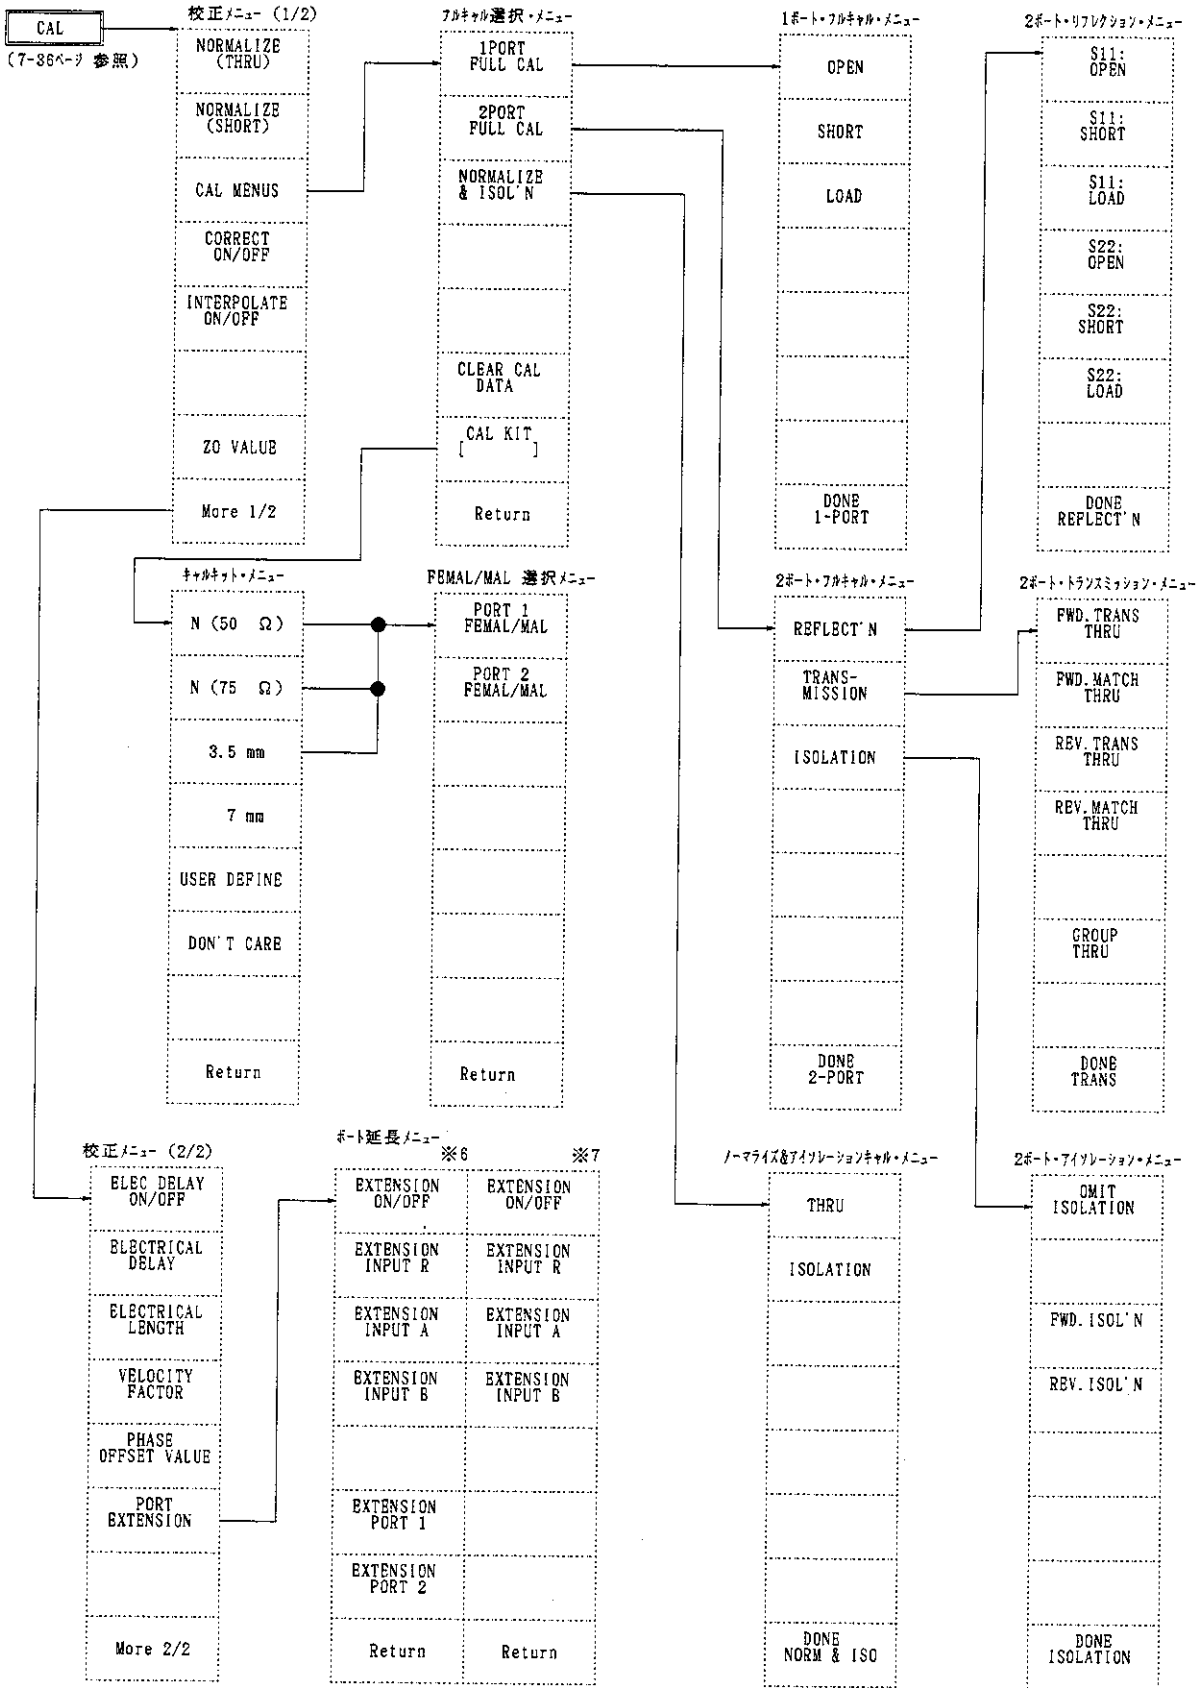 CAL
(7-36ページ 参照)
校正メニュー (1/2)
NORMALIZE
(THRU)
NORMALIZE
(SHORT)
CAL MENUS
CORRECT
ON/OFF
INTERPOLATE
ON/OFF
ZO VALUE
More 1/2
フルキャル選択・メニュー
1PORT
FULL CAL
2PORT
FULL CAL
NORMALIZE
& ISOL'N
CLEAR CAL
DATA
CAL KIT
[ ]
Return
1ポート・フルキャル・メニュー
OPEN
SHORT
LOAD
DONE
1-PORT
2ポート・リフレクション・メニュー
S11:
OPEN
S11:
SHORT
S11:
LOAD
S22:
OPEN
S22:
SHORT
S22:
LOAD
DONE
REFLECT'N
キャルキット・メニュー
N (50 Ω)
N (75 Ω)
3.5 mm
7 mm
USER DEFINE
DON'T CARE
Return
FEMAL/MAL 選択メニュー
PORT 1
FEMAL/MAL
PORT 2
FEMAL/MAL
Return
2ポート・フルキャル・メニュー
REFLECT'N
TRANS-
MISSION
ISOLATION
DONE
2-PORT
2ポート・トランスミッション・メニュー
FWD.TRANS
THRU
FWD.MATCH
THRU
REV.TRANS
THRU
REV.MATCH
THRU
GROUP
THRU
DONE
TRANS
校正メニュー (2/2)
ELEC DELAY
ON/OFF
ELECTRICAL
DELAY
ELECTRICAL
LENGTH
VELOCITY
FACTOR
PHASE
OFFSET VALUE
PORT
EXTENSION
More 2/2
ポート延長メニュー
※6
EXTENSION
ON/OFF
EXTENSION
INPUT R
EXTENSION
INPUT A
EXTENSION
INPUT B
EXTENSION
PORT 1
EXTENSION
PORT 2
Return
※7
EXTENSION
ON/OFF
EXTENSION
INPUT R
EXTENSION
INPUT A
EXTENSION
INPUT B
Return
ノーマライズ&アイソレーションキャル・メニュー
THRU
ISOLATION
DONE
NORM & ISO
2ポート・アイソレーション・メニュー
OMIT
ISOLATION
FWD.ISOL'N
REV.ISOL'N
DONE
ISOLATION